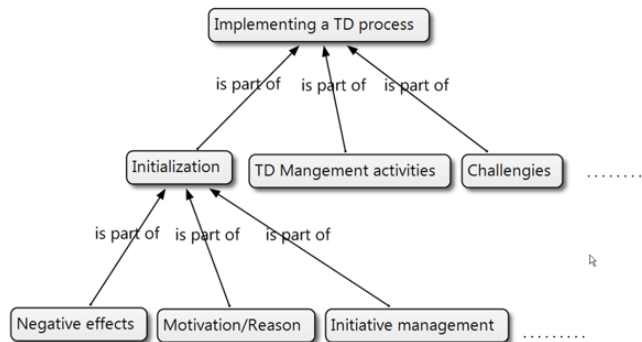 Implementing a TD process
is part of is part of is part of
Initialization TD Mangement activities Challengies ........
is part of is part of is part of
Negative effects Motivation/Reason Initiative management .........